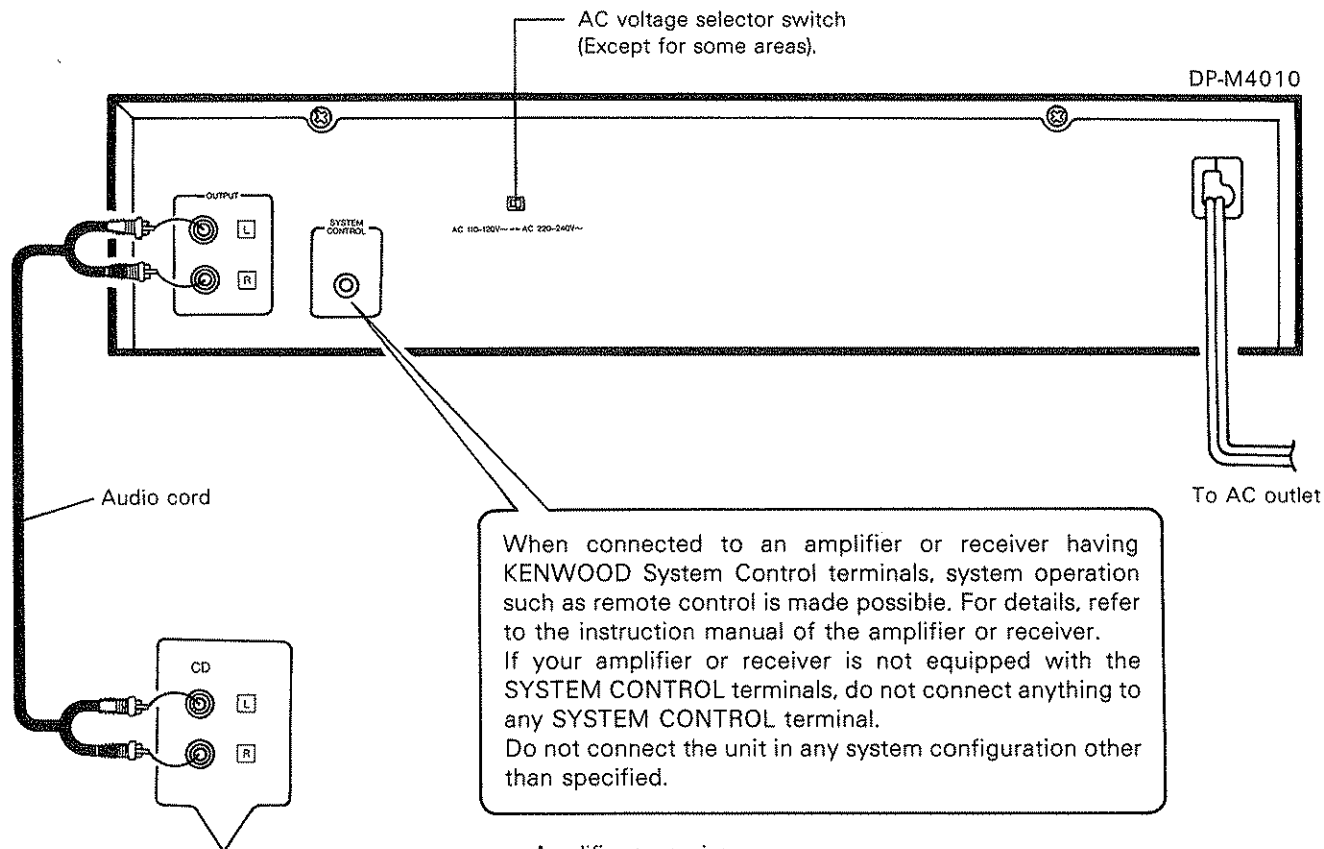 AC voltage selector switch
(Except for some areas).
DP-M4010
OUTPUT
L
R
SYSTEM
CONTROL
AC 110-120V~ -- AC 220-240V~
Audio cord
To AC outlet
When connected to an amplifier or receiver having
KENWOOD System Control terminals, system operation
such as remote control is made possible. For details, refer
to the instruction manual of the amplifier or receiver.
If your amplifier or receiver is not equipped with the
SYSTEM CONTROL terminals, do not connect anything to
any SYSTEM CONTROL terminal.
Do not connect the unit in any system configuration other
than specified.
CD
L
R